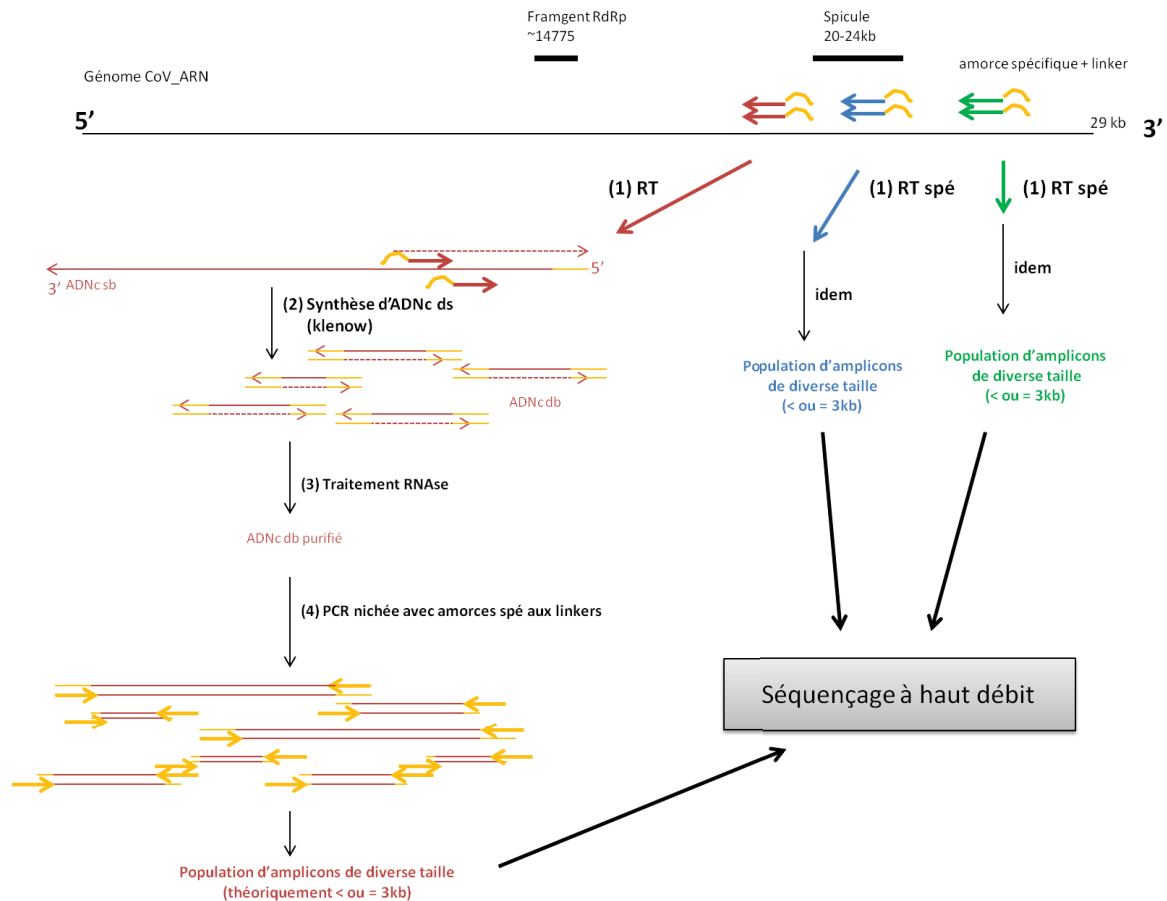 Framgent RdRp
~14775
Spicule
20-24kb
Génome CoV_ARN
amorce spécifique + linker
5’
29 kb
3’
(1) RT
(1) RT spé
(1) RT spé
5’
3’ ADNc sb
(2) Synthèse d’ADNc ds
(klenow)
idem
idem
Population d’amplicons
de diverse taille
(< ou = 3kb)
Population d’amplicons
de diverse taille
(< ou = 3kb)
ADNc db
(3) Traitement RNAse
ADNc db purifié
(4) PCR nichée avec amorces spé aux linkers
Séquençage à haut débit
Population d’amplicons de diverse taille
(théoriquement < ou = 3kb)